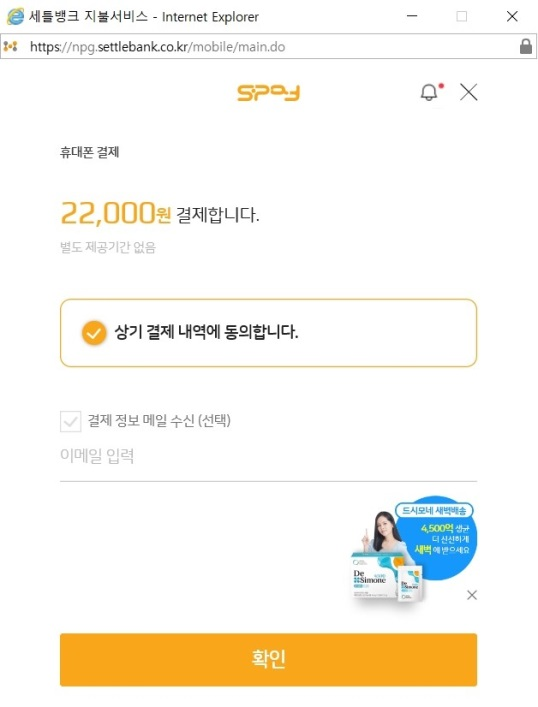 세틀뱅크 지불서비스 - Internet Explorer
https://npg.settlebank.co.kr/mobile/main.do
SPay
휴대폰 결제
22,000원 결제합니다.
별도 제공기간 없음
상기 결제 내역에 동의합니다.
결제 정보 메일 수신 (선택)
이메일 입력
드시모네 새벽배송
4,500억 생균
더 신선하게
새벽에 받으세요
De
Simone
De
Simone
확인